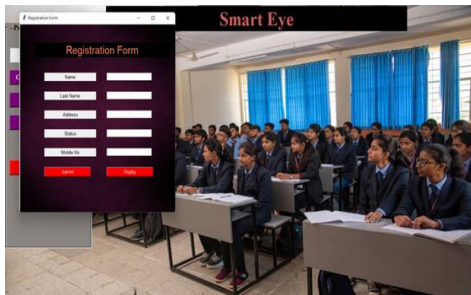 Smart Eye
Registration Form
Registration Form
Name
Last Name
Address
Status
Mobile No
Submit
Display